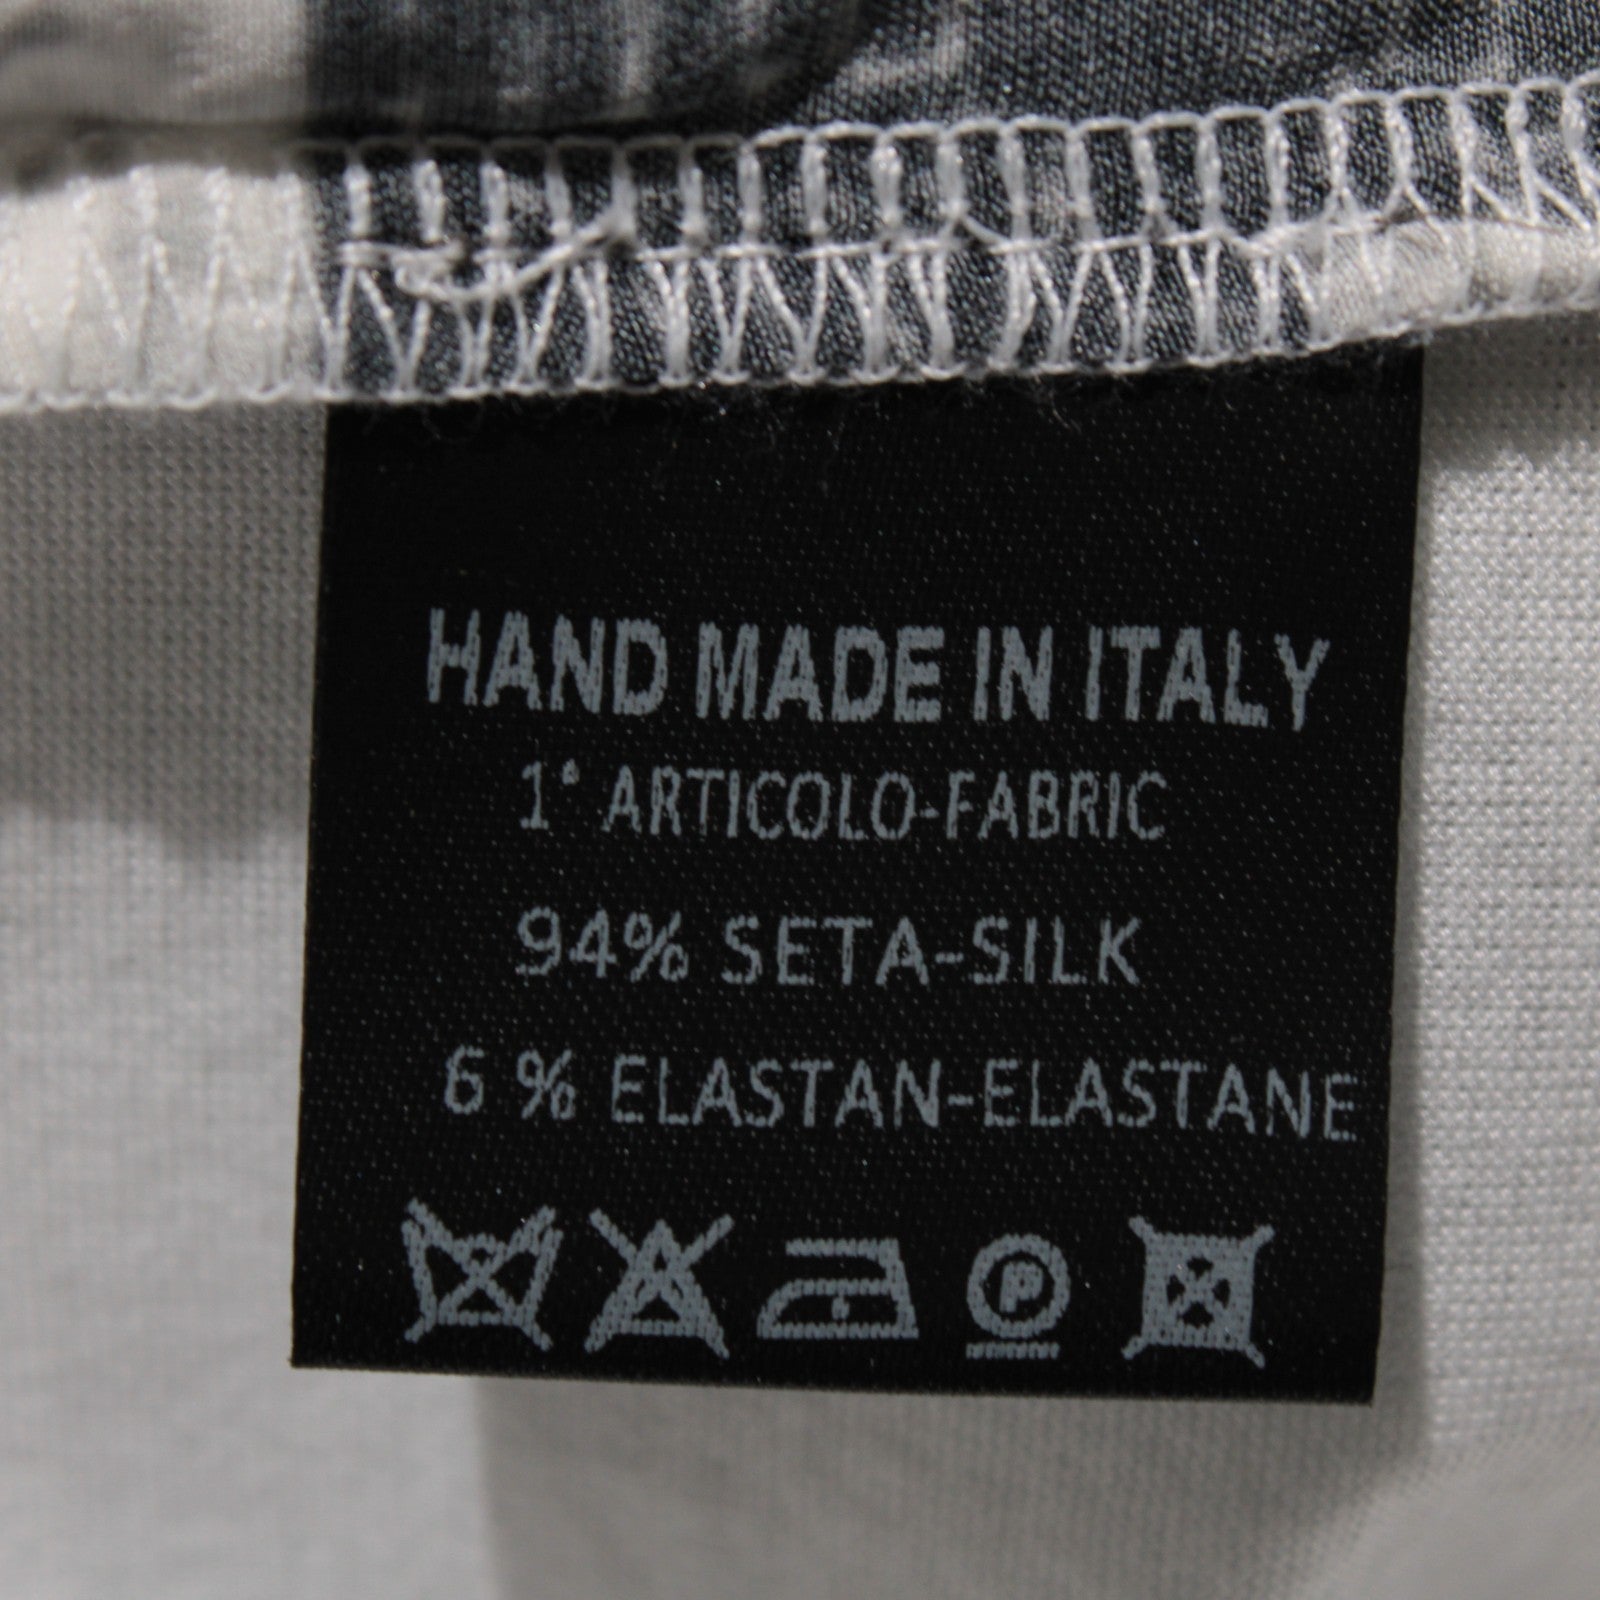 HAND MADE IN ITALY
1° ARTICOLO-FABRIC
94% SETA-SILK
6 % ELASTAN-ELASTANE
P